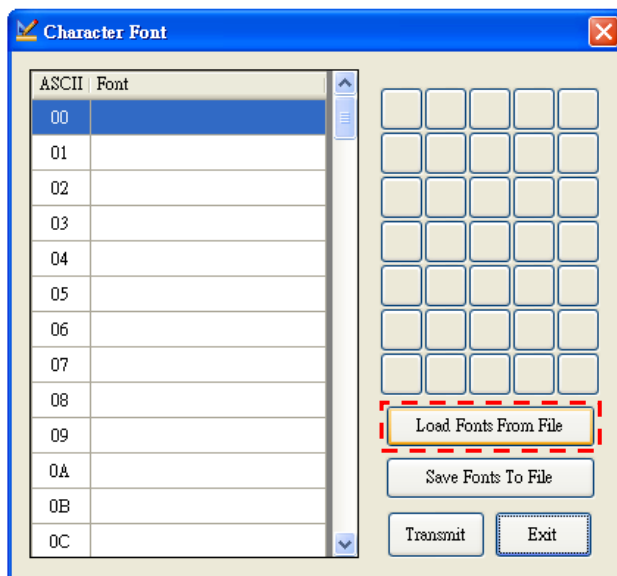 Character Font
ASCII Font
00
01
02
03
04
05
06
07
08
09
0A
0B
0C
Load Fonts From File
Save Fonts To File
Transmit Exit